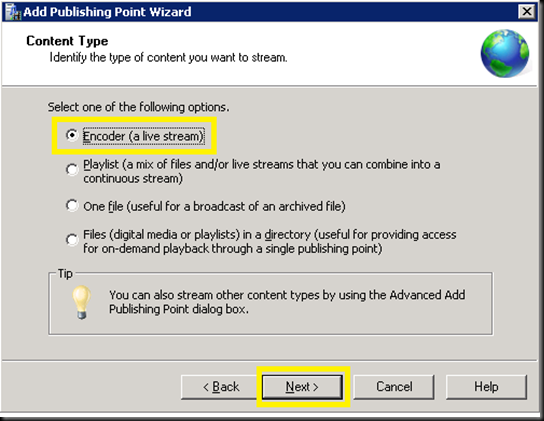 Add Publishing Point Wizard
Content Type
Identify the type of content you want to stream.
Select one of the following options.
Encoder (a live stream)
Playlist (a mix of files and/or live streams that you can combine into a
continuous stream)
One file (useful for a broadcast of an archived file)
Files (digital media or playlists) in a directory (useful for providing access
for on-demand playback through a single publishing point)
Tip
You can also stream other content types by using the Advanced Add
Publishing Point dialog box.
< Back
Next >
Cancel
Help